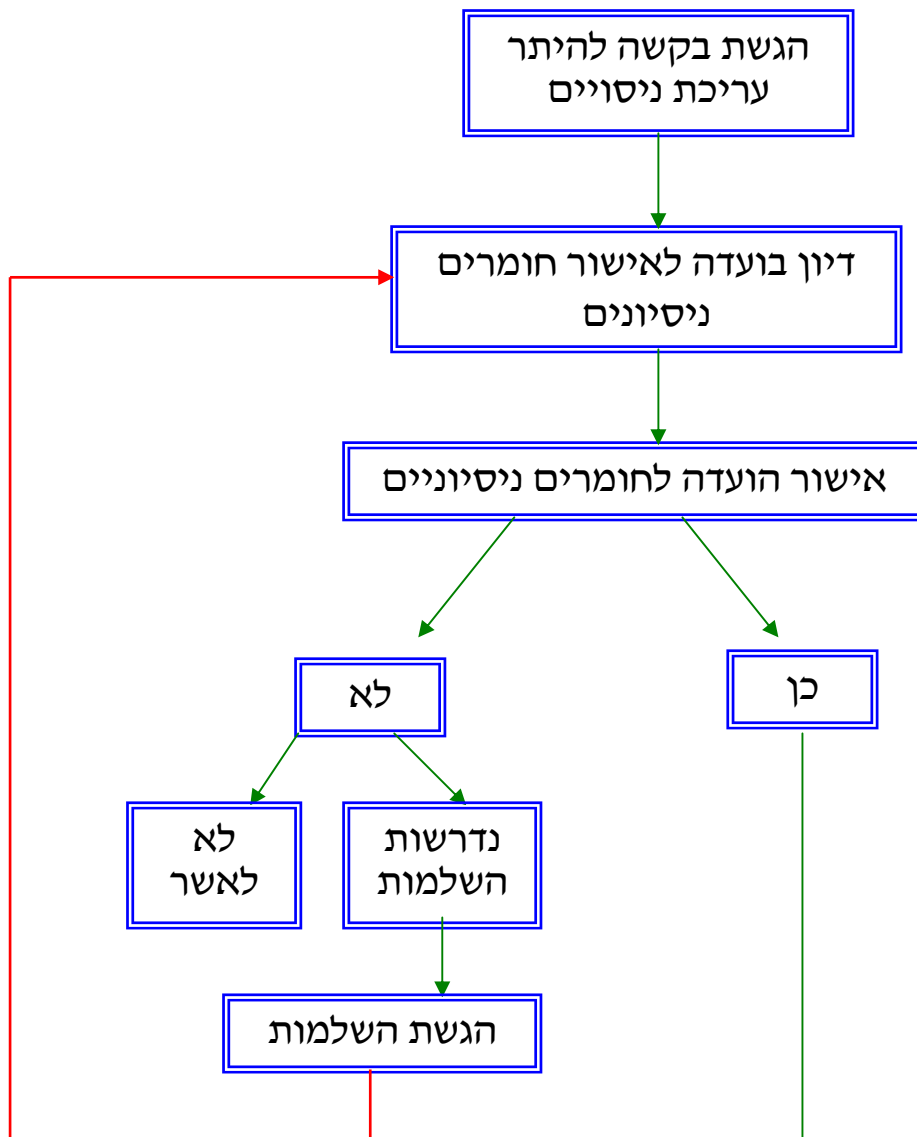 הגשת בקשה להיתר
עריכת ניסויים
דיון בועדה לאישור חומרים
ניסיונים
אישור הועדה לחומרים ניסיוניים
כן
לא
נדרשות
השלמות
לא
לאשר
הגשת השלמות